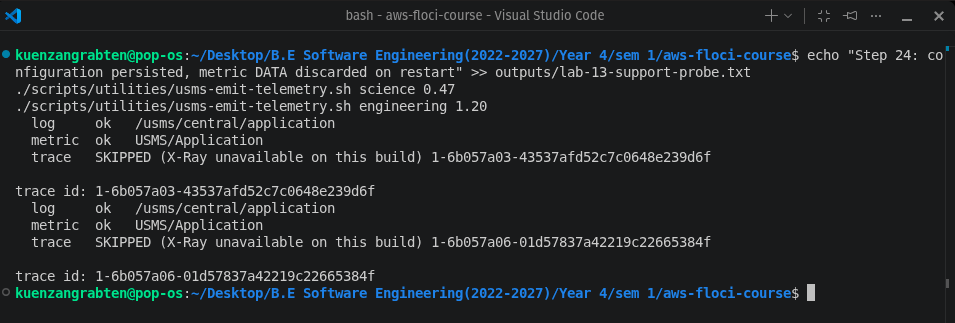 bash - aws-floci-course - Visual Studio Code
kuenzangrabten@pop-os:~/Desktop/B.E Software Engineering(2022-2027)/Year 4/sem 1/aws-floci-course$ echo "Step 24: co
nfiguration persisted, metric DATA discarded on restart" >> outputs/lab-13-support-probe.txt
./scripts/utilities/usms-emit-telemetry.sh science 0.47
./scripts/utilities/usms-emit-telemetry.sh engineering 1.20
  log     ok   /usms/central/application
  metric  ok   USMS/Application
  trace   SKIPPED (X-Ray unavailable on this build) 1-6b057a03-43537afd52c7c0648e239d6f
trace id: 1-6b057a03-43537afd52c7c0648e239d6f
  log     ok   /usms/central/application
  metric  ok   USMS/Application
  trace   SKIPPED (X-Ray unavailable on this build) 1-6b057a06-01d57837a42219c22665384f
trace id: 1-6b057a06-01d57837a42219c22665384f
kuenzangrabten@pop-os:~/Desktop/B.E Software Engineering(2022-2027)/Year 4/sem 1/aws-floci-course$